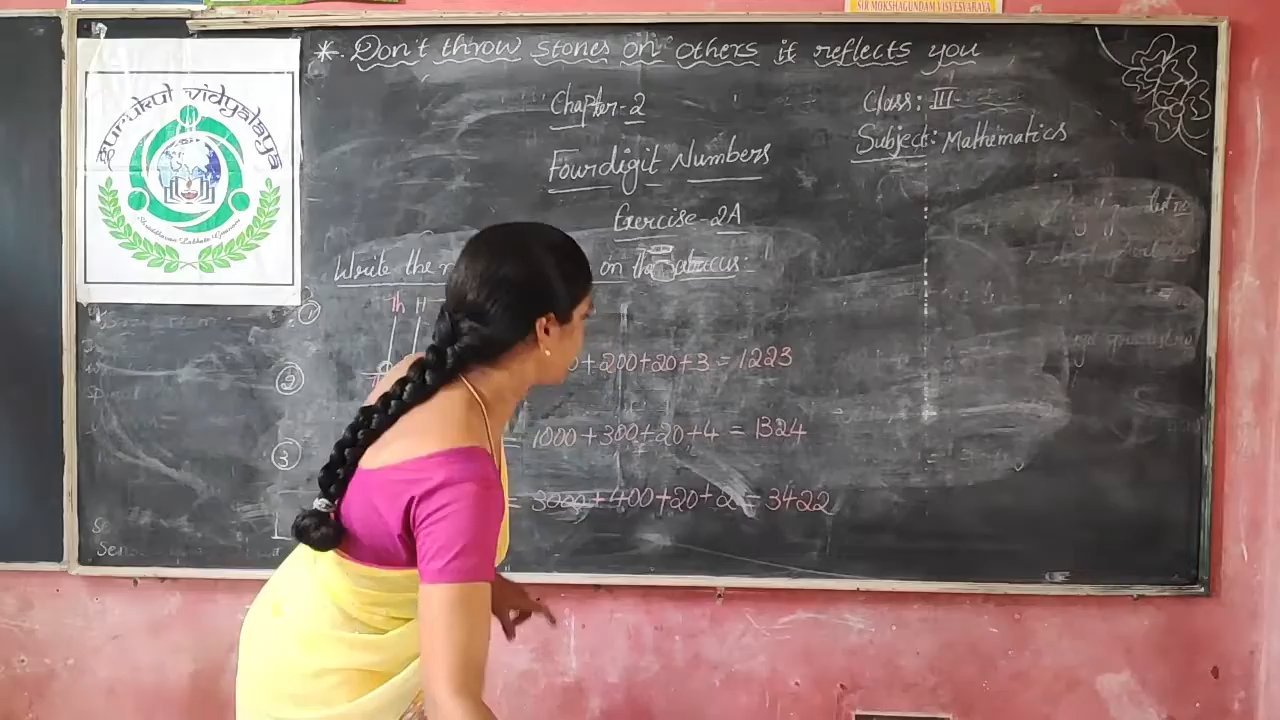 SIR MOKSHAGUNDAM VISVESVARAYA
*. Don't throw stones on others it reflects you
gurukul vidyalaya
Chapter-2
Class: III
Subject: Mathematics
Fourdigit Numbers
Exercise-2A
Write the on the abacus:
① Th H
+200+20+3 = 1223
②
= 1000+300+20+4 = 1324
③
= 3000+400+20+2 = 3422